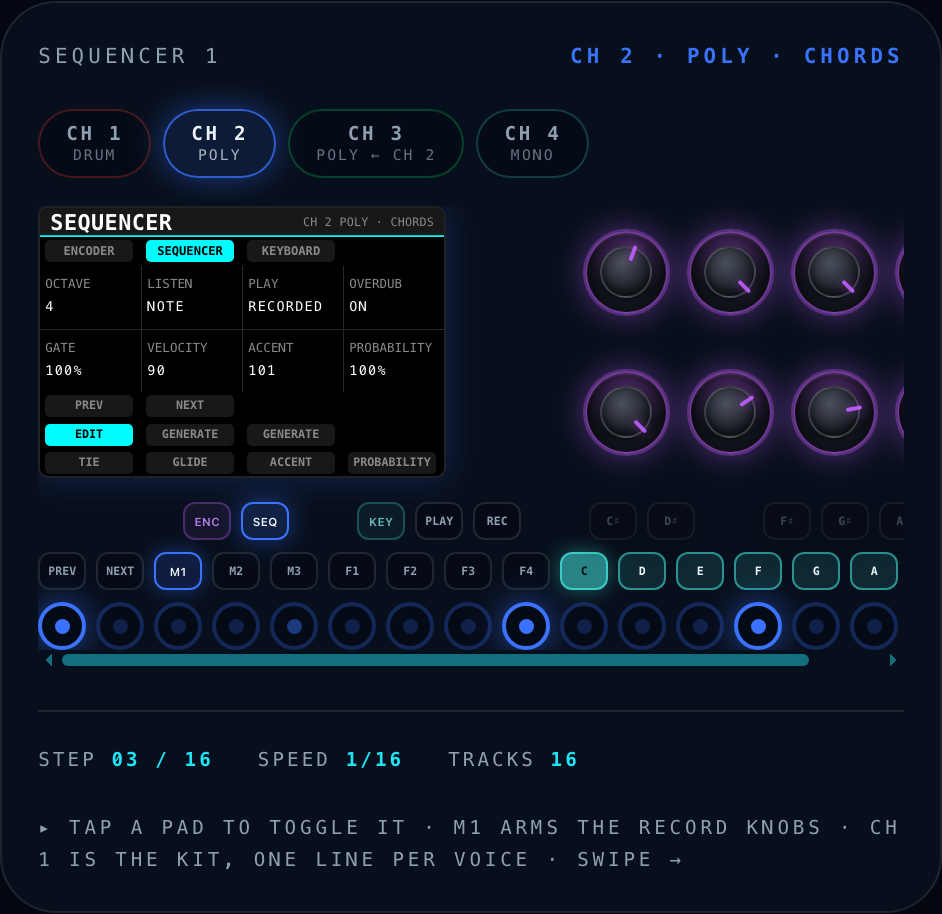 SEQUENCER 1
CH 2 · POLY · CHORDS
CH 1
DRUM
CH 2
POLY
CH 3
POLY ← CH 2
CH 4
MONO
SEQUENCER
CH 2 POLY · CHORDS
ENCODER SEQUENCER KEYBOARD
OCTAVE LISTEN PLAY OVERDUB
4 NOTE RECORDED ON
GATE VELOCITY ACCENT PROBABILITY
100% 90 101 100%
PREV NEXT
EDIT GENERATE GENERATE
TIE GLIDE ACCENT PROBABILITY
ENC SEQ KEY PLAY REC C♯ D♯ F♯ G♯ A
PREV NEXT M1 M2 M3 F1 F2 F3 F4 C D E F G A
STEP 03 / 16 SPEED 1/16 TRACKS 16
▸ TAP A PAD TO TOGGLE IT · M1 ARMS THE RECORD KNOBS · CH
1 IS THE KIT, ONE LINE PER VOICE · SWIPE →